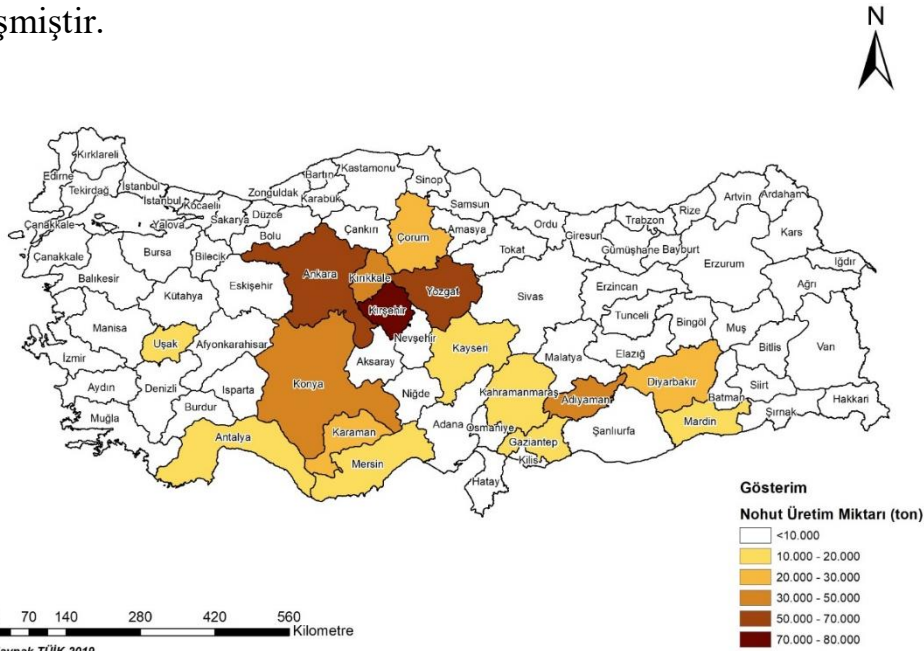 şmiştir.
N
Kırklareli
Edirne
Tekirdağ
İstanbul
İstanbul
Kocaeli
Yalova
Sakarya
Düzce
Zonguldak
Bartın
Karabük
Kastamonu
Sinop
Samsun
Ordu
Giresun
Trabzon
Rize
Artvin
Ardahan
Kars
Iğdır
Çanakkale
Çanakkale
Bursa
Bilecik
Bolu
Çankırı
Çorum
Amasya
Tokat
Gümüşhane
Bayburt
Erzurum
Ağrı
Balıkesir
Kütahya
Eskişehir
Ankara
Kırıkkale
Yozgat
Sivas
Erzincan
Tunceli
Bingöl
Muş
Kırşehir
Nevşehir
Manisa
Uşak
Afyonkarahisar
Aksaray
Kayseri
Malatya
Elazığ
Bitlis
Van
İzmir
Aydın
Denizli
Isparta
Konya
Niğde
Kahramanmaraş
Adıyaman
Diyarbakır
Batman
Siirt
Hakkari
Muğla
Burdur
Antalya
Karaman
Mersin
Adana
Osmaniye
Gaziantep
Kilis
Şanlıurfa
Mardin
Şırnak
Hatay
Gösterim
Nohut Üretim Miktarı (ton)
<10.000
10.000 - 20.000
20.000 - 30.000
30.000 - 50.000
50.000 - 70.000
70.000 - 80.000
70 140 280 420 560
Kilometre
TÜİK 2019